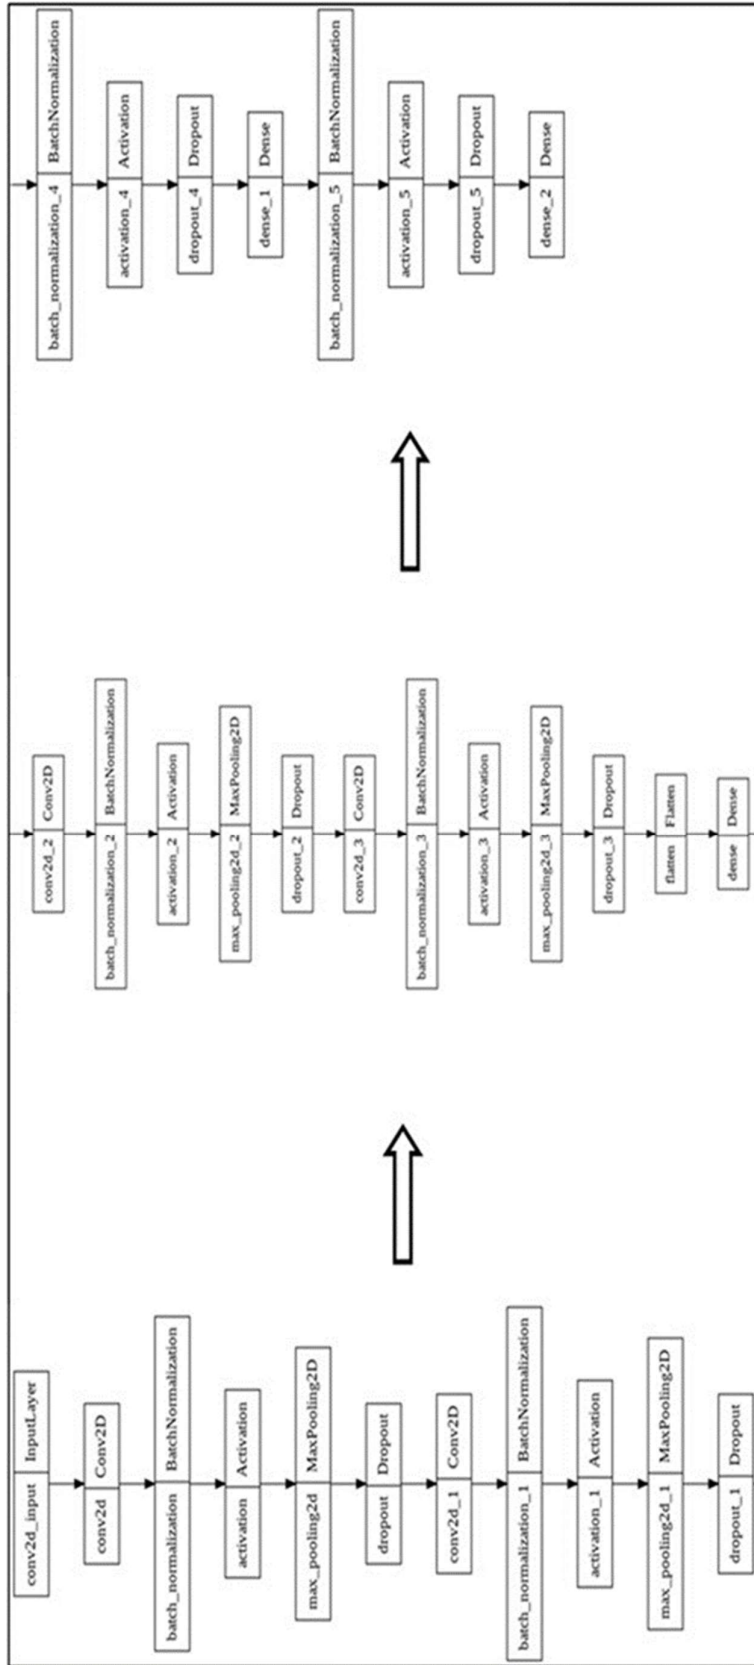 conv2d_input InputLayer
conv2d Conv2D
batch_normalization BatchNormalization
activation Activation
max_pooling2d MaxPooling2D
dropout Dropout
conv2d_1 Conv2D
batch_normalization_1 BatchNormalization
activation_1 Activation
max_pooling2d_1 MaxPooling2D
dropout_1 Dropout
conv2d_2 Conv2D
batch_normalization_2 BatchNormalization
activation_2 Activation
max_pooling2d_2 MaxPooling2D
dropout_2 Dropout
conv2d_3 Conv2D
batch_normalization_3 BatchNormalization
activation_3 Activation
max_pooling2d_3 MaxPooling2D
dropout_3 Dropout
flatten Flatten
dense Dense
batch_normalization_4 BatchNormalization
activation_4 Activation
dropout_4 Dropout
dense_1 Dense
batch_normalization_5 BatchNormalization
activation_5 Activation
dropout_5 Dropout
dense_2 Dense